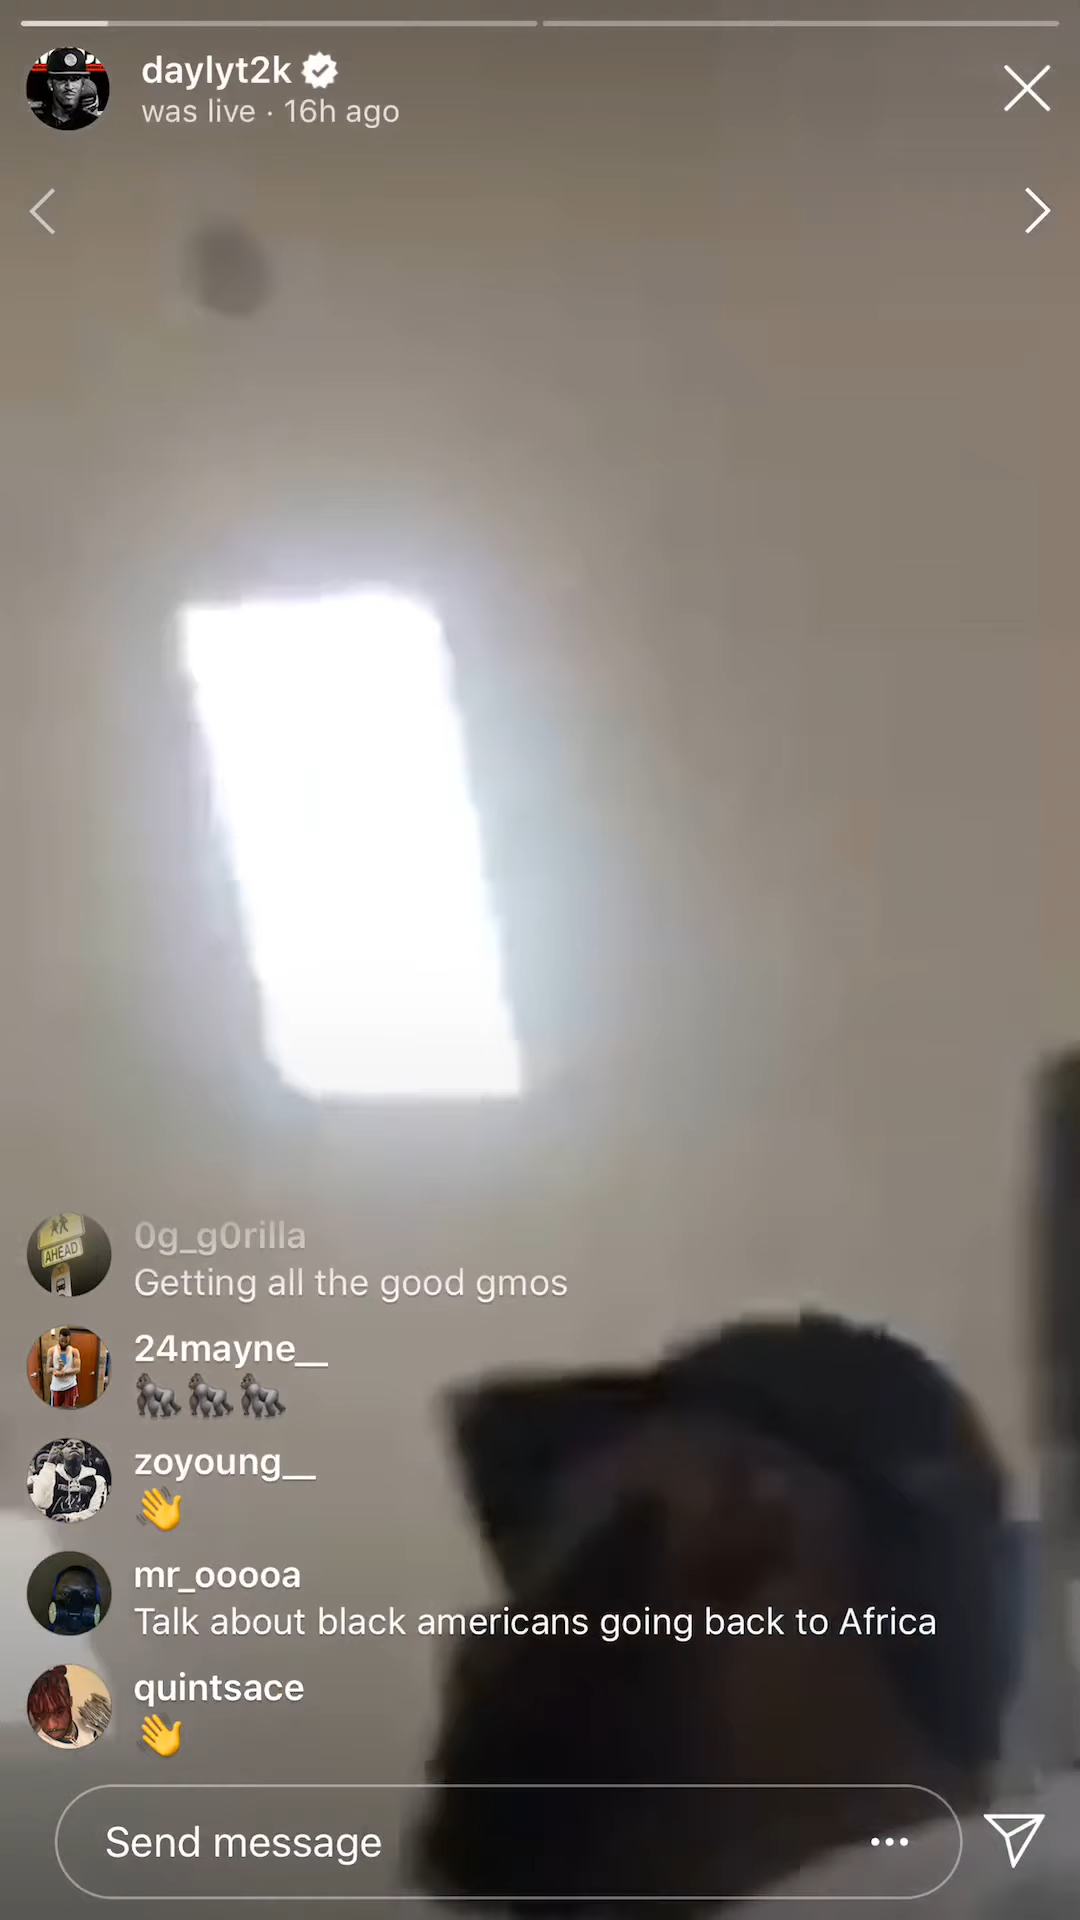 daylyt2k
was live · 16h ago
0g_g0rilla
Getting all the good gmos
24mayne__
🦍🦍🦍
zoyoung__
👋
mr_ooooa
Talk about black americans going back to Africa
quintsace
👋
Send message
AHEAD